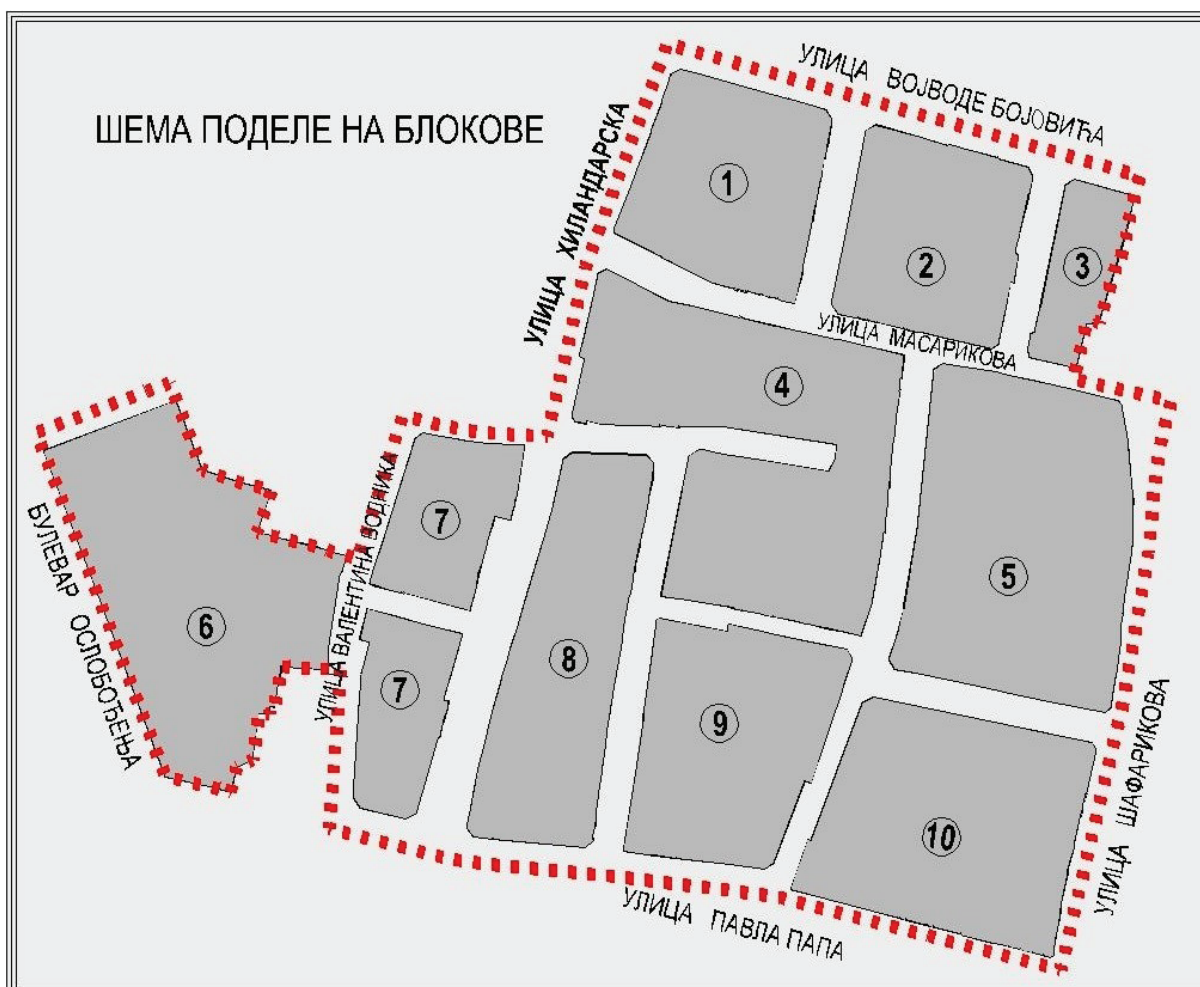 ШЕМА ПОДЕЛЕ НА БЛОКОВЕ
УЛИЦА ВОЈВОДЕ БОЈОВИЋА
УЛИЦА ХИЛАНДАРСКА
1
2
3
УЛИЦА МАСАРИКОВА
4
5
БУЛЕВАР ОСЛОБОЂЕЊА
6
УЛИЦА ВАЛЕНТИНА ВОДНИКА
7
7
8
9
10
УЛИЦА ШАФАРИКОВА
УЛИЦА ПАВЛА ПАПА